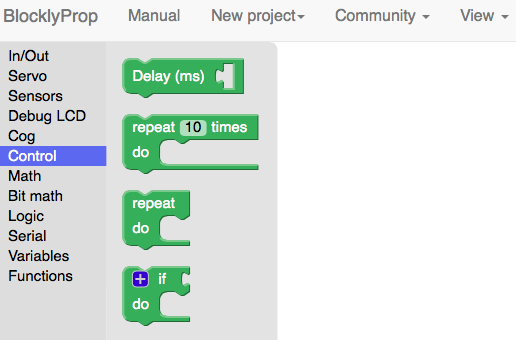 BlocklyProp Manual New project Community View
In/Out
Servo
Sensors
Debug LCD
Cog
Control
Math
Bit math
Logic
Serial
Variables
Functions
Delay (ms)
repeat 10 times
do
repeat
do
+ if
do